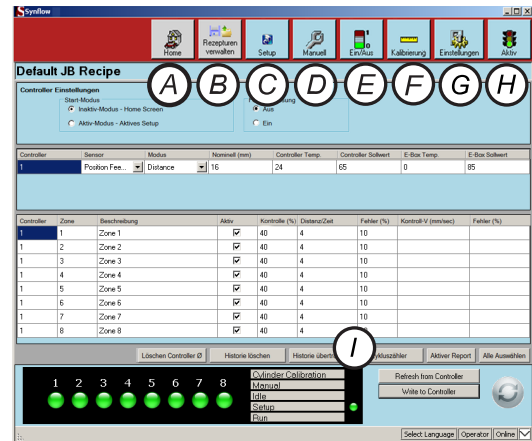 Synflow
Home
Rezepturen verwalten
Setup
Manuell
Ein/Aus
Kalibrierung
Einstellungen
Aktiv
Default JB Recipe
A B C D E F G H
Controller Einstellungen
Start-Modus
Inaktiv-Modus - Home Screen
Aus
Aktiv-Modus - Aktives Setup
Ein
Controller Sensor Modus Nominell (mm) Controller Temp. Controller Sollwert E-Box Temp. E-Box Sollwert
1 Position Fee... Distance 16 24 65 0 85
Controller Zone Beschreibung Aktiv Kontrolle (%) Distanz/Zeit Fehler (%) Kontroll-V (mm/sec) Fehler (%)
1 1 Zone 1 40 4 10
1 2 Zone 2 40 4 10
1 3 Zone 3 40 4 10
1 4 Zone 4 40 4 10
1 5 Zone 5 40 4 10
1 6 Zone 6 40 4 10
1 7 Zone 7 40 4 10
1 8 Zone 8 40 4 10
I
Löschen Controller Ø Historie löschen Historie übertr ykluszähler Aktiver Report Alle Auswählen
1 2 3 4 5 6 7 8
Cylinder Calibration
Manual
Idle
Setup
Run
Refresh from Controller
Write to Controller
Select Language Operator Online